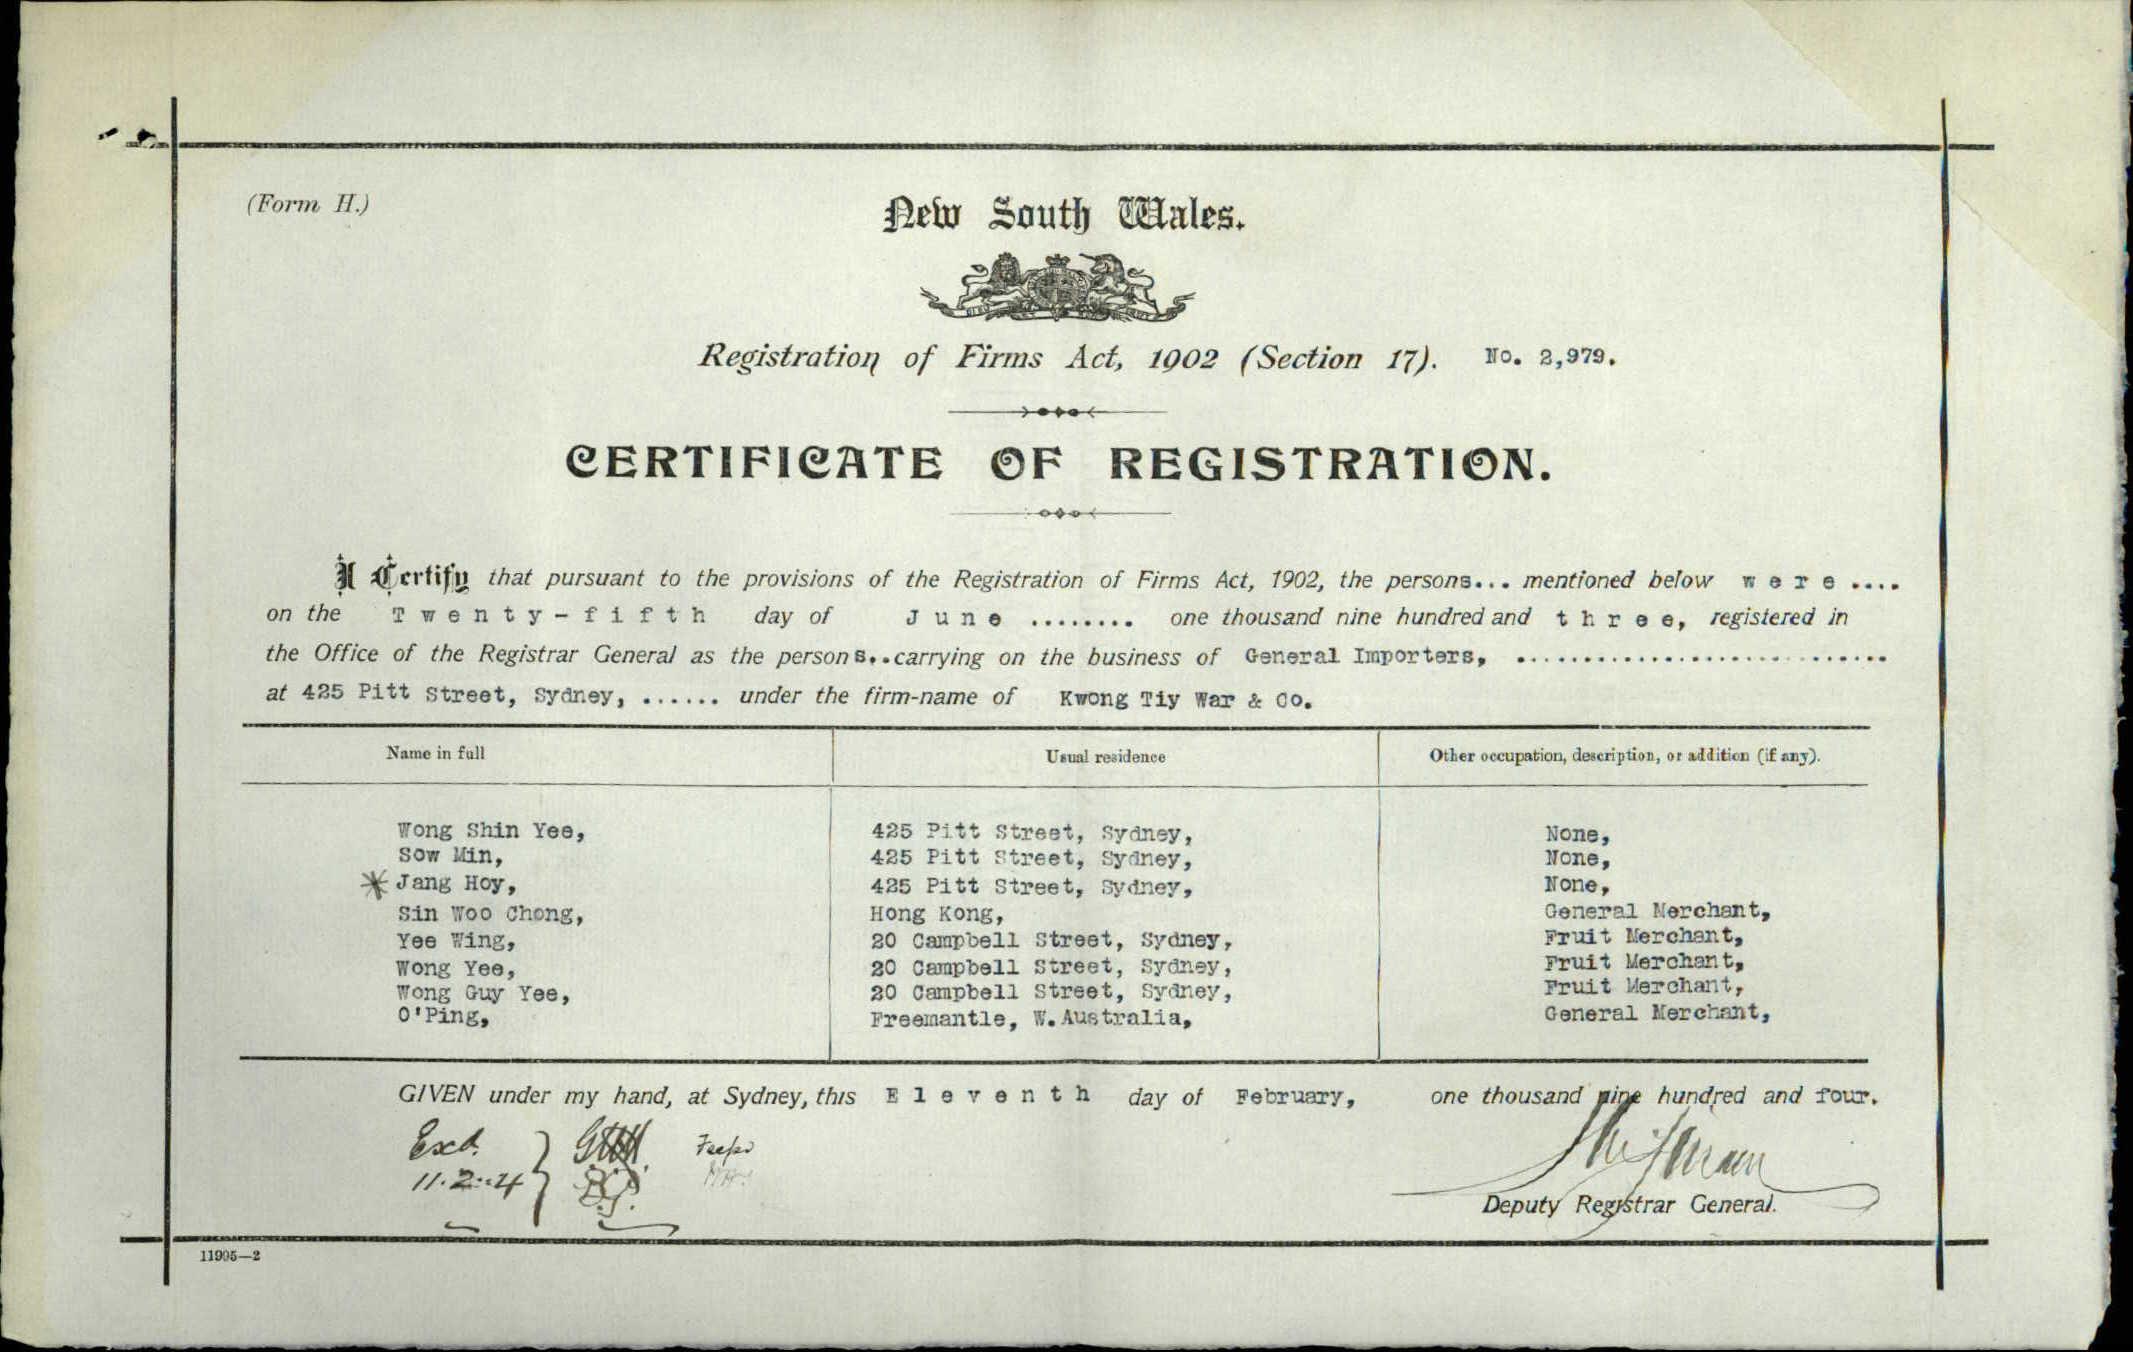 (Form H.)
New South Wales.
Registration of Firms Act, 1902 (Section 17). No. 2,979.
CERTIFICATE OF REGISTRATION.
I Certify that pursuant to the provisions of the Registration of Firms Act, 1902, the persons... mentioned below were....
on the Twenty-fifth day of June ........ one thousand nine hundred and three, registered in
the Office of the Registrar General as the persons..carrying on the business of General Importers, ............................
at 425 Pitt Street, Sydney, ...... under the firm-name of Kwong Tiy War & Co.
Name in full Usual residence Other occupation, description, or addition (if any).
Wong Shin Yee, 425 Pitt Street, Sydney, None,
Sow Min, 425 Pitt Street, Sydney, None,
* Jang Hoy, 425 Pitt Street, Sydney, None,
Sin Woo Chong, Hong Kong, General Merchant,
Yee Wing, 20 Campbell Street, Sydney, Fruit Merchant,
Wong Yee, 20 Campbell Street, Sydney, Fruit Merchant,
Wong Guy Yee, 20 Campbell Street, Sydney, Fruit Merchant,
O'Ping, Freemantle, W.Australia, General Merchant,
GIVEN under my hand, at Sydney, this Eleventh day of February, one thousand nine hundred and four.
Exd.
11.2.4
Deputy Registrar General.
11995—2